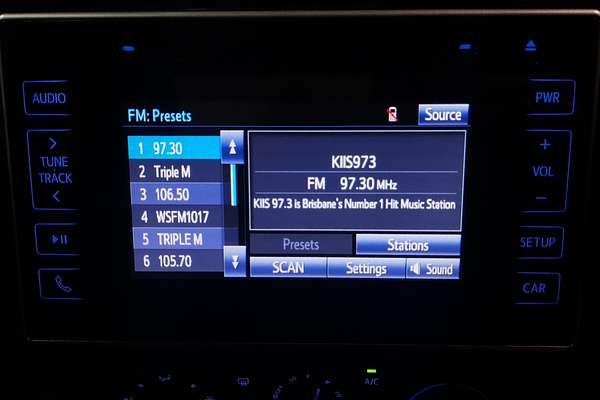 AUDIO
TUNE
TRACK
PWR
+
VOL
−
SETUP
CAR
FM: Presets
Source
1 97.30
2 Triple M
3 106.50
4 WSFM1017
5 TRIPLE M
6 105.70
KIIS973
FM 97.30 MHz
KIIS 97.3 is Brisbane's Number 1 Hit Music Station
Presets
Stations
SCAN
Settings
Sound
A/C